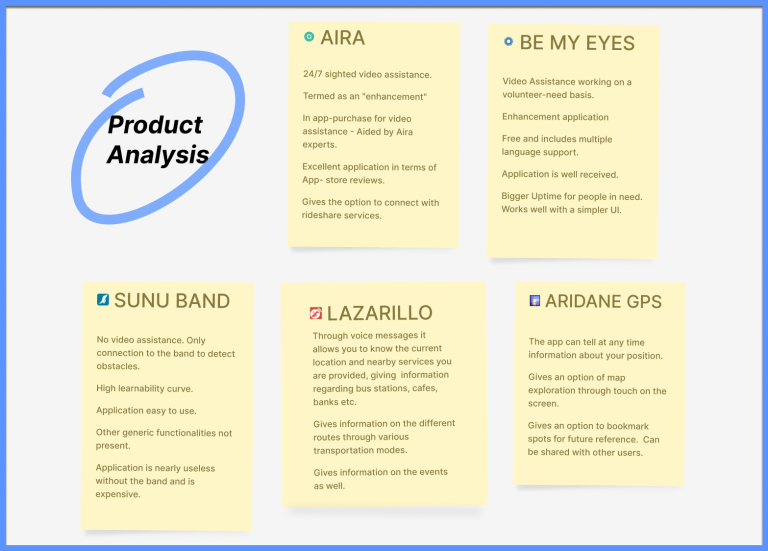 Product
Analysis
AIRA
24/7 sighted video assistance.
Termed as an "enhancement"
In app-purchase for video
assistance - Aided by Aira
experts.
Excellent application in terms of
App- store reviews.
Gives the option to connect with
rideshare services.
BE MY EYES
Video Assistance working on a
volunteer-need basis.
Enhancement application
Free and includes multiple
language support.
Application is well received.
Bigger Uptime for people in need.
Works well with a simpler UI.
SUNU BAND
No video assistance. Only
connection to the band to detect
obstacles.
High learnability curve.
Application easy to use.
Other generic functionalities not
present.
Application is nearly useless
without the band and is
expensive.
LAZARILLO
Through voice messages it
allows you to know the current
location and nearby services you
are provided, giving information
regarding bus stations, cafes,
banks etc.
Gives information on the different
routes through various
transportation modes.
Gives information on the events
as well.
ARIDANE GPS
The app can tell at any time
information about your position.
Gives an option of map
exploration through touch on the
screen.
Gives an option to bookmark
spots for future reference. Can
be shared with other users.